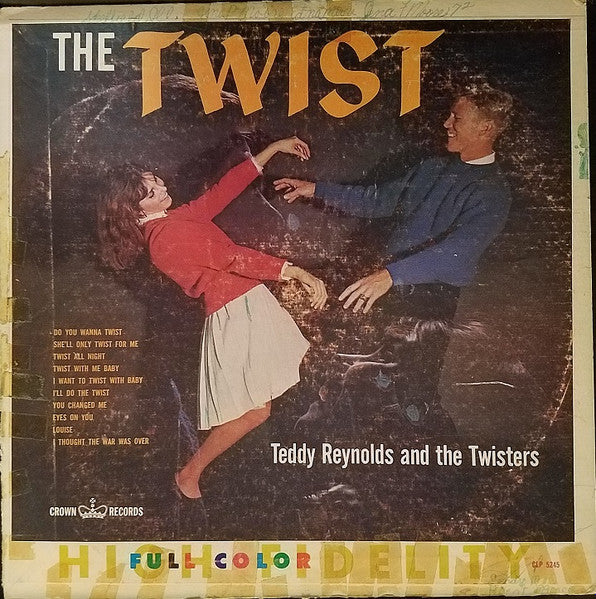 THE TWIST
DO YOU WANNA TWIST
SHE'LL ONLY TWIST FOR ME
TWIST ALL NIGHT
TWIST WITH ME BABY
I WANT TO TWIST WITH BABY
I'LL DO THE TWIST
YOU CHANGED ME
EYES ON YOU
LOUISE
I THOUGHT THE WAR WAS OVER
Teddy Reynolds and the Twisters
CROWN RECORDS
HIGH FIDELITY
FULL COLOR
CLP 5245